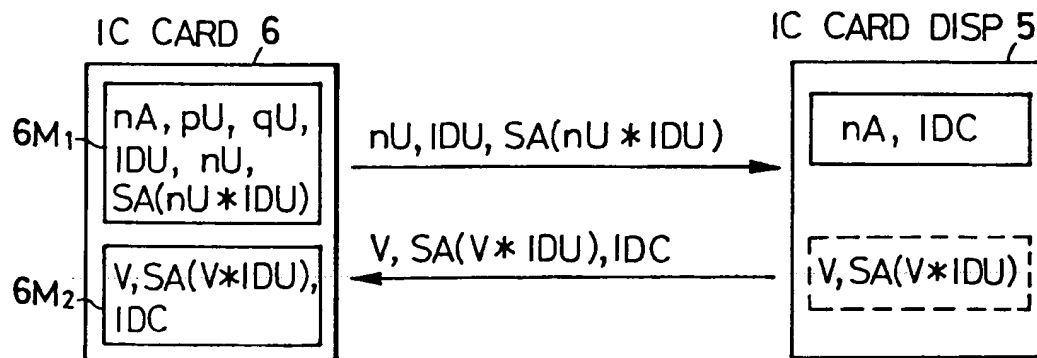 IC CARD 6
IC CARD DISP 5
6M1
nA, pU, qU,
IDU, nU,
SA(nU*IDU)
nU, IDU, SA(nU*IDU)
nA, IDC
V, SA(V*IDU), IDC
6M2
V, SA(V*IDU),
IDC
V, SA(V*IDU)